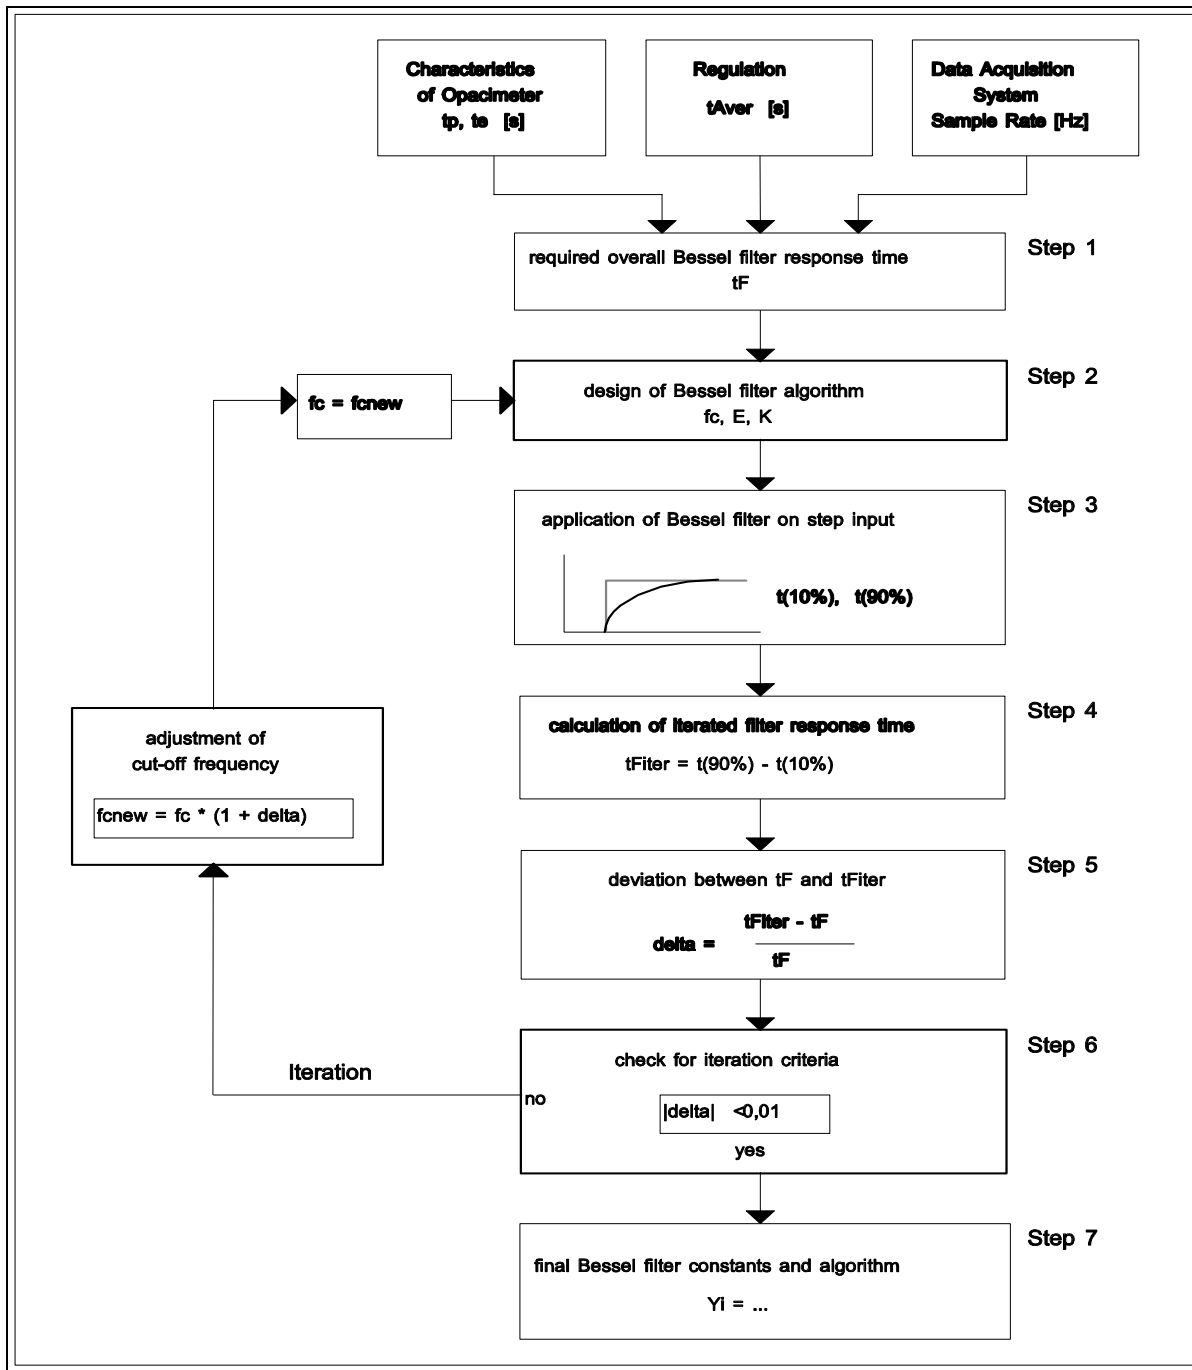 Characteristics
of Opacimeter
tp, te [s]
Regulation
tAver [s]
Data Acquisition
System
Sample Rate [Hz]
Step 1
required overall Bessel filter response time
tF
Step 2
design of Bessel filter algorithm
fc, E, K
fc = fcnew
Step 3
application of Bessel filter on step input
t(10%), t(90%)
Step 4
calculation of iterated filter response time
tFiter = t(90%) - t(10%)
adjustment of
cut-off frequency
fcnew = fc * (1 + delta)
Step 5
deviation between tF and tFiter
delta = tFiter - tF
tF
Step 6
check for iteration criteria
Iteration
no
|delta| <0,01
yes
Step 7
final Bessel filter constants and algorithm
Yi = ...